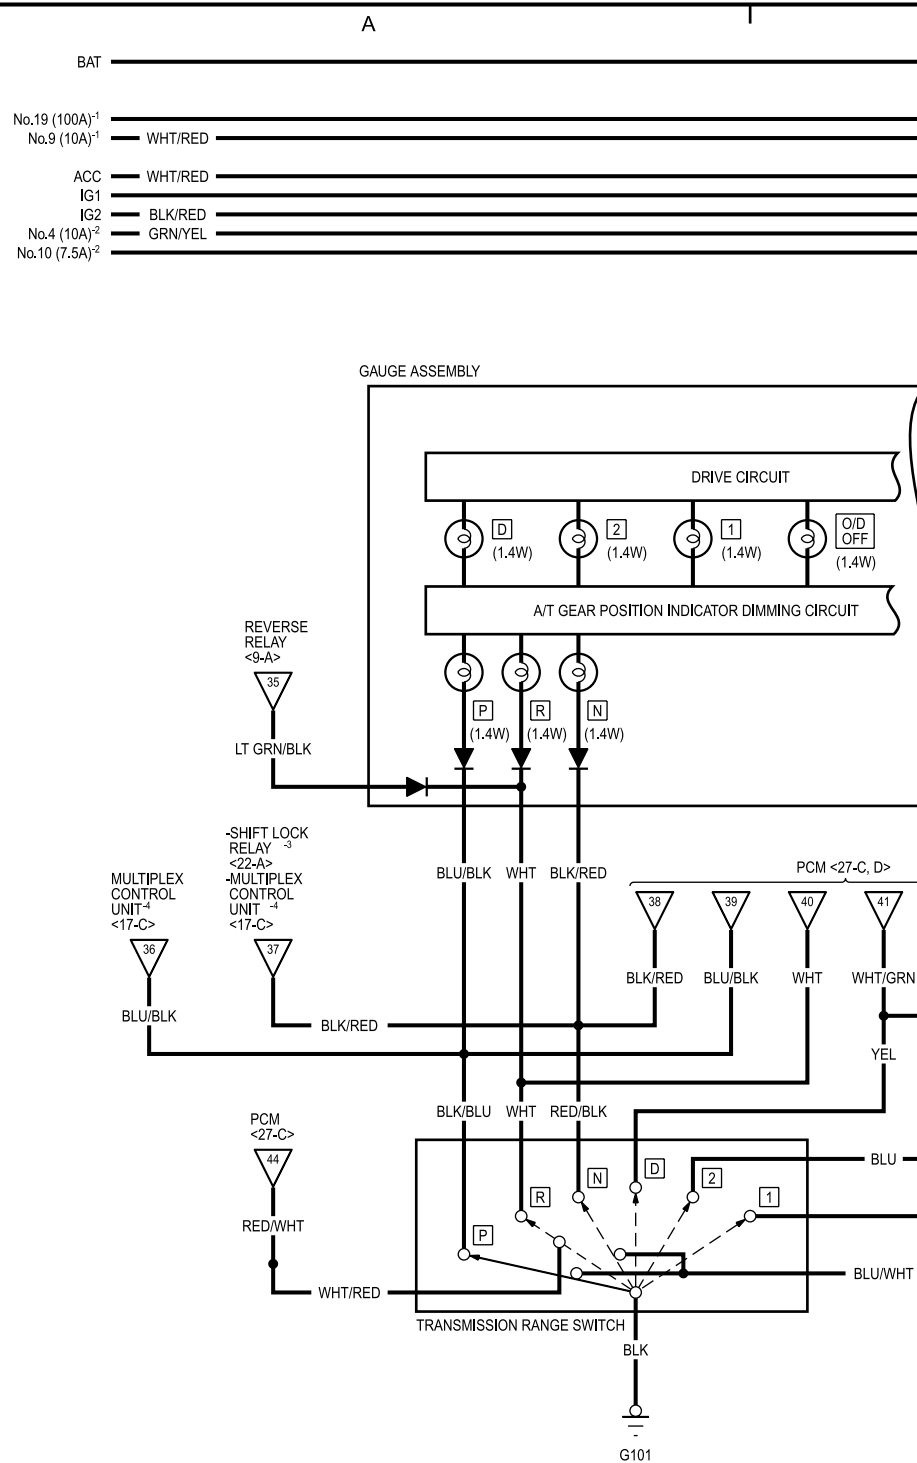 A
BAT
No.19 (100A)-1
No.9 (10A)-1 WHT/RED
ACC WHT/RED
IG1
IG2 BLK/RED
No.4 (10A)-2 GRN/YEL
No.10 (7.5A)-2
GAUGE ASSEMBLY
DRIVE CIRCUIT
D 2 1 O/D
OFF
(1.4W) (1.4W) (1.4W) (1.4W)
A/T GEAR POSITION INDICATOR DIMMING CIRCUIT
REVERSE
RELAY
<9-A>
35
P R N
(1.4W) (1.4W) (1.4W)
LT GRN/BLK
-SHIFT LOCK
RELAY -3
<22-A>
-MULTIPLEX
CONTROL
UNIT -4
<17-C>
MULTIPLEX
CONTROL
UNIT-4
<17-C>
BLU/BLK WHT BLK/RED
PCM <27-C, D>
38 39 40 41
36 37
BLK/RED BLU/BLK WHT WHT/GRN
BLU/BLK
BLK/RED
YEL
BLK/BLU WHT RED/BLK
PCM
<27-C>
44
BLU
D
N 2
R 1
RED/WHT
P
BLU/WHT
WHT/RED
TRANSMISSION RANGE SWITCH
BLK
G101